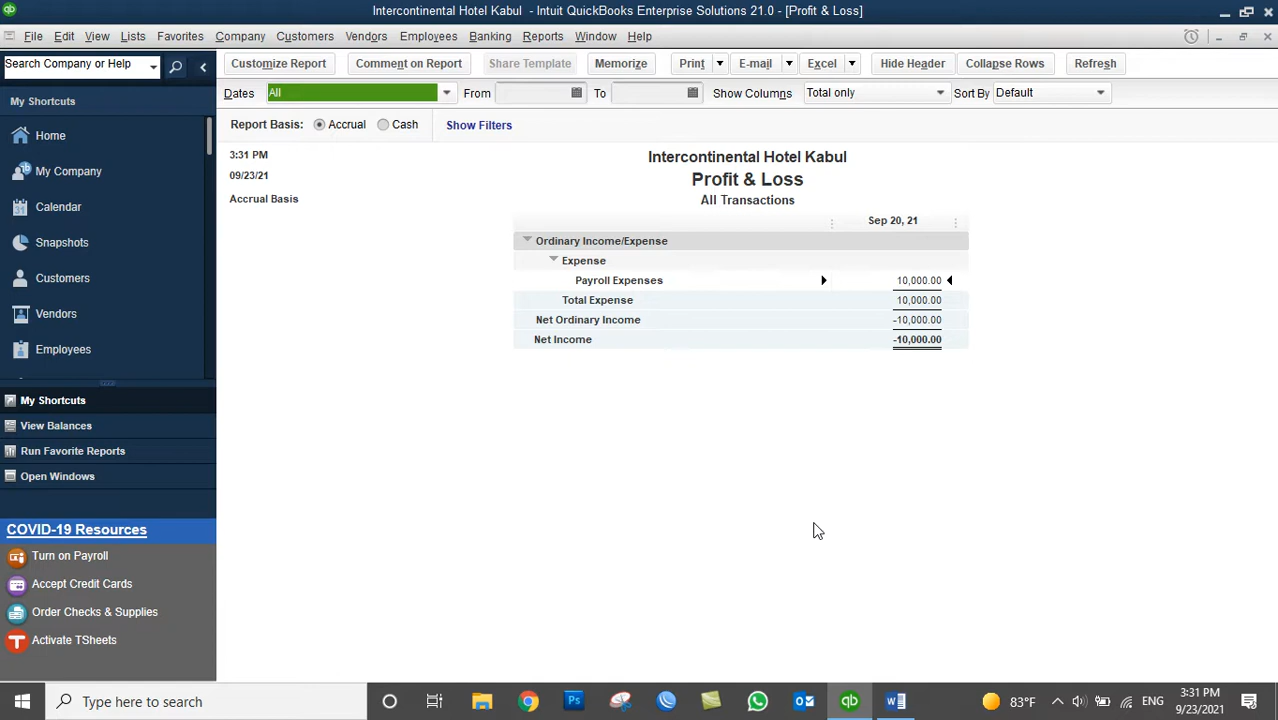 Intercontinental Hotel Kabul - Intuit QuickBooks Enterprise Solutions 21.0 - [Profit & Loss]
File Edit View Lists Favorites Company Customers Vendors Employees Banking Reports Window Help
Search Company or Help
Customize Report Comment on Report Share Template Memorize Print E-mail Excel Hide Header Collapse Rows Refresh
My Shortcuts
Dates All From To Show Columns Total only Sort By Default
Home
Report Basis: Accrual Cash Show Filters
My Company
Calendar
Snapshots
Customers
Vendors
Employees
3:31 PM
09/23/21
Accrual Basis
Intercontinental Hotel Kabul
Profit & Loss
All Transactions
Sep 20, 21
Ordinary Income/Expense
Expense
Payroll Expenses 10,000.00
Total Expense 10,000.00
Net Ordinary Income -10,000.00
Net Income -10,000.00
My Shortcuts
View Balances
Run Favorite Reports
Open Windows
COVID-19 Resources
Turn on Payroll
Accept Credit Cards
Order Checks & Supplies
Activate TSheets
Type here to search
83°F ENG 3:31 PM
9/23/2021